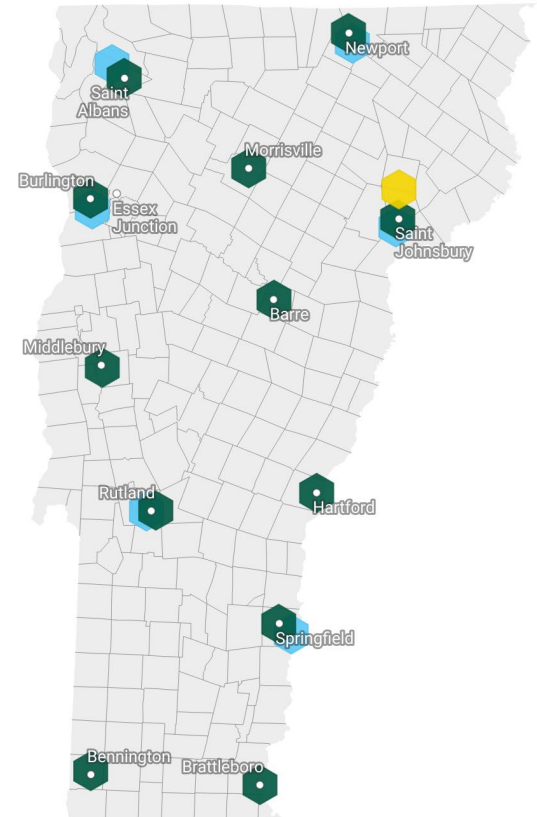 Newport
Saint
Albans
Morrisville
Burlington
Essex
Junction
Saint
Johnsbury
Barre
Middlebury
Rutland
Hartford
Springfield
Bennington
Brattleboro